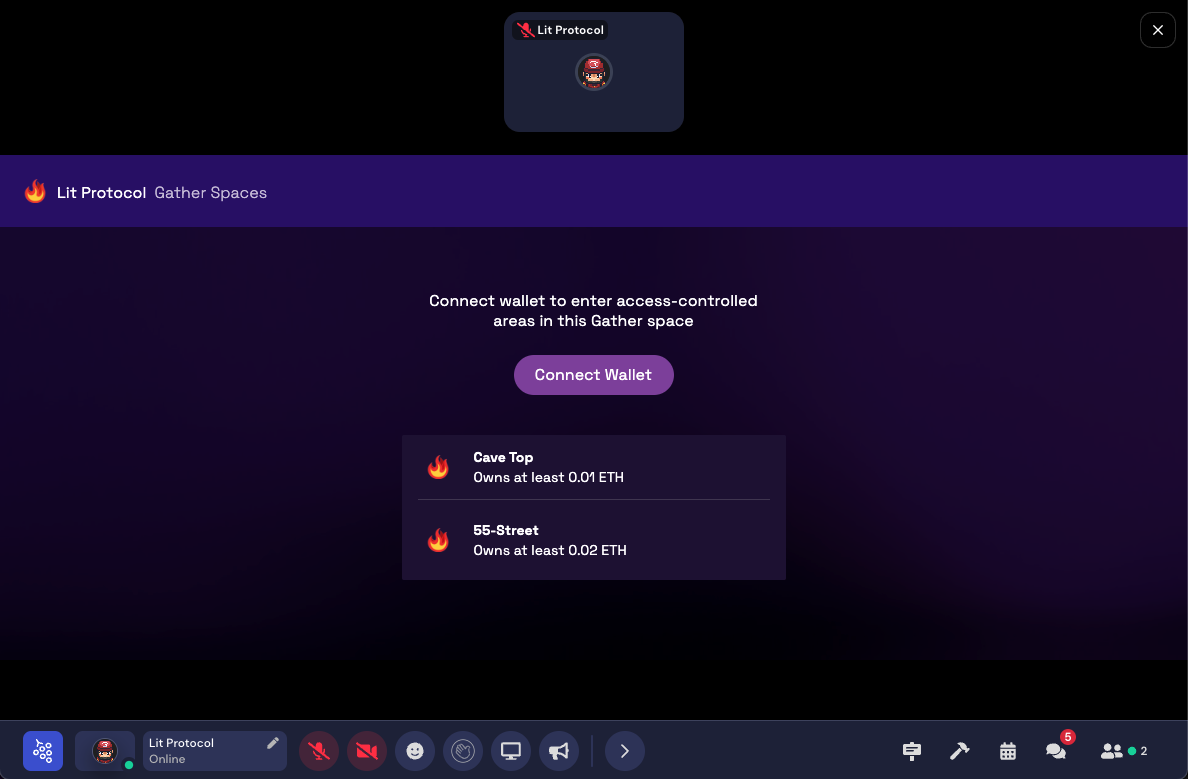 Lit Protocol
Lit Protocol Gather Spaces
Connect wallet to enter access-controlled
areas in this Gather space
Connect Wallet
Cave Top
Owns at least 0.01 ETH
55-Street
Owns at least 0.02 ETH
5
Lit Protocol
Online
2